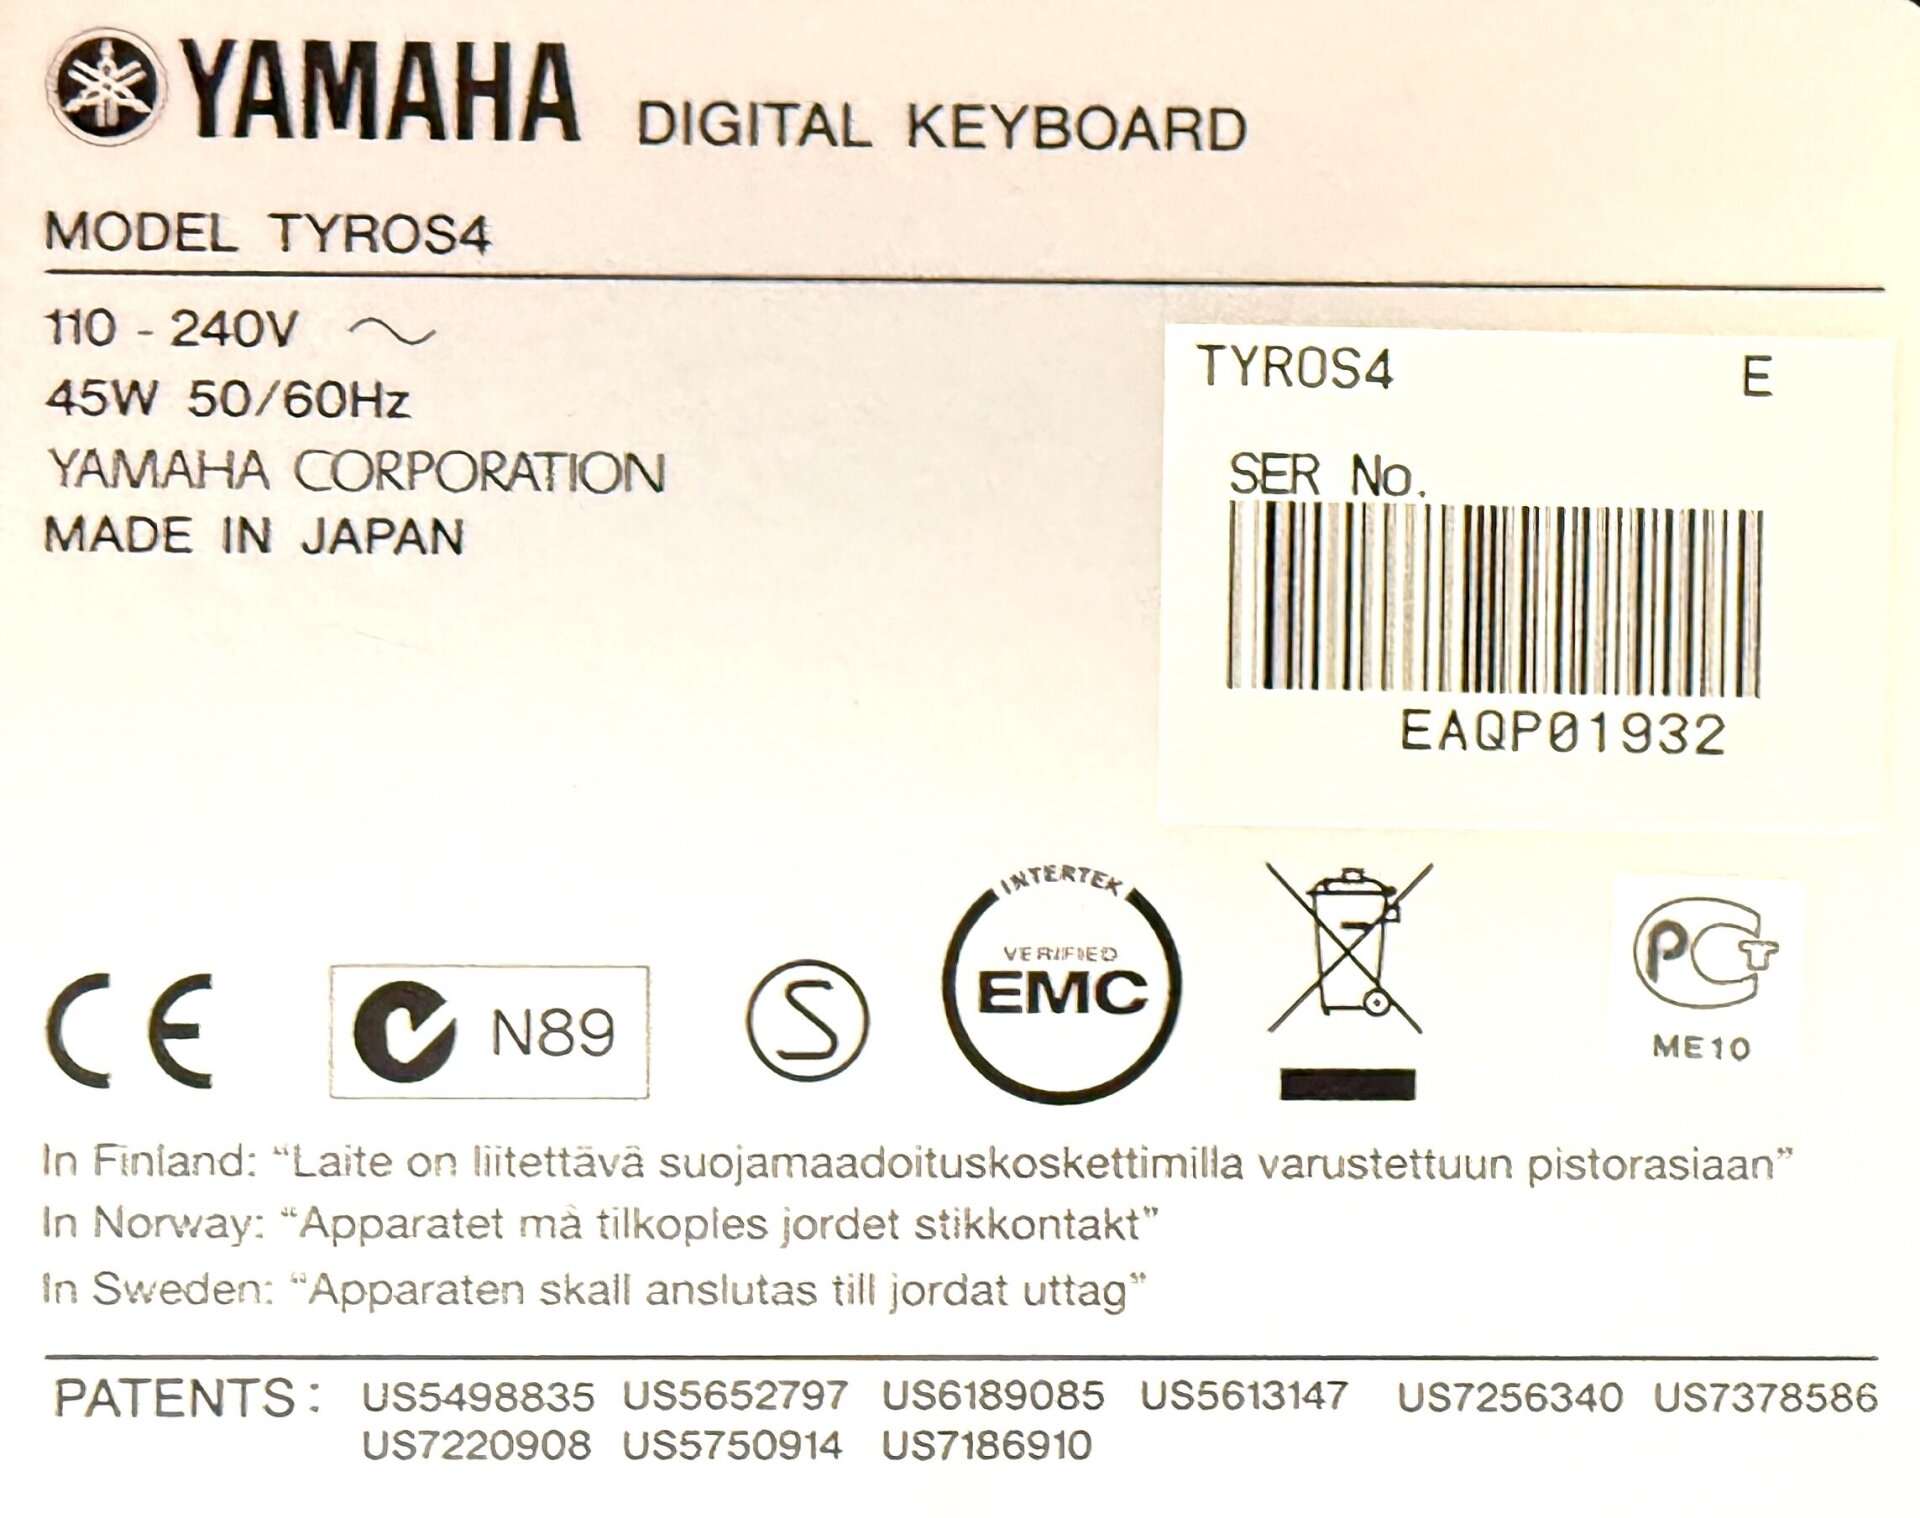 YAMAHA DIGITAL KEYBOARD
MODEL TYROS4
110 - 240V ~
45W 50/60Hz
YAMAHA CORPORATION
MADE IN JAPAN
TYROS4 E
SER No.
EAQP01932
CE
N89
S
INTERTEK
VERIFIED
EMC
PCT
ME10
In Finland: “Laite on liitettävä suojamaadoituskoskettimilla varustettuun pistorasiaan”
In Norway: “Apparatet må tilkoples jordet stikkontakt”
In Sweden: “Apparaten skall anslutas till jordat uttag”
PATENTS: US5498835 US5652797 US6189085 US5613147 US7256340 US7378586
US7220908 US5750914 US7186910